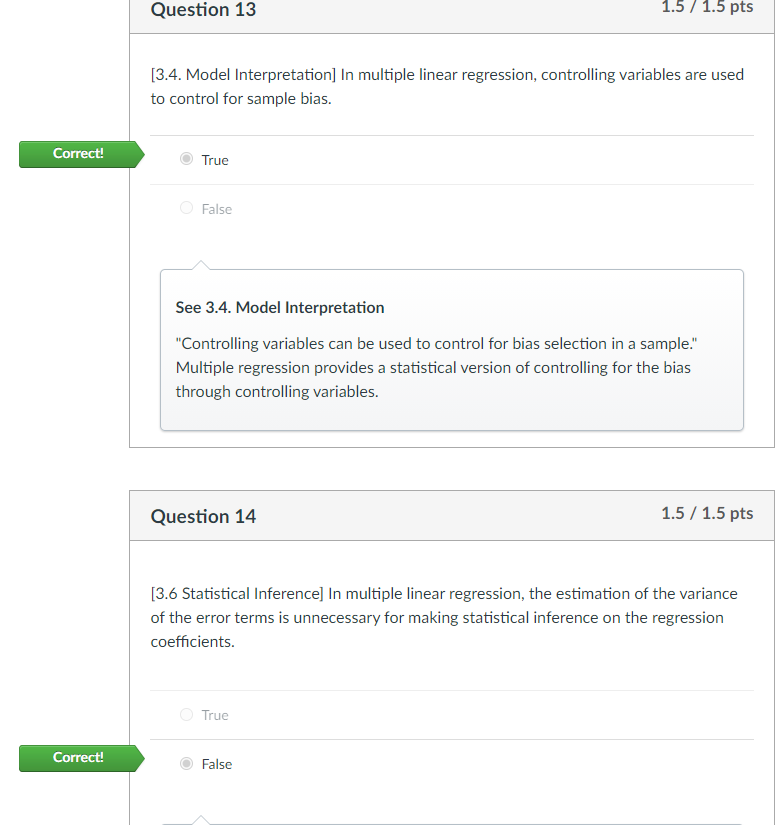 Question 13
1.5 / 1.5 pts
[3.4. Model Interpretation] In multiple linear regression, controlling variables are used
to control for sample bias.
Correct!
True
False
See 3.4. Model Interpretation
"Controlling variables can be used to control for bias selection in a sample."
Multiple regression provides a statistical version of controlling for the bias
through controlling variables.
Question 14
1.5 / 1.5 pts
[3.6 Statistical Inference] In multiple linear regression, the estimation of the variance
of the error terms is unnecessary for making statistical inference on the regression
coefficients.
True
Correct!
False